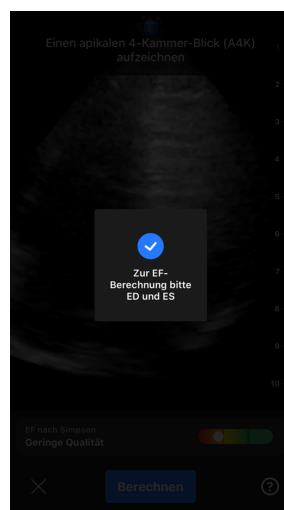 Einen apikalen 4-Kammer-Blick (A4K)
aufzeichnen
1
2
3
4
5
6
7
8
9
10
Zur EF-
Berechnung bitte
ED und ES
EF nach Simpson
Geringe Qualität
Berechnen
?